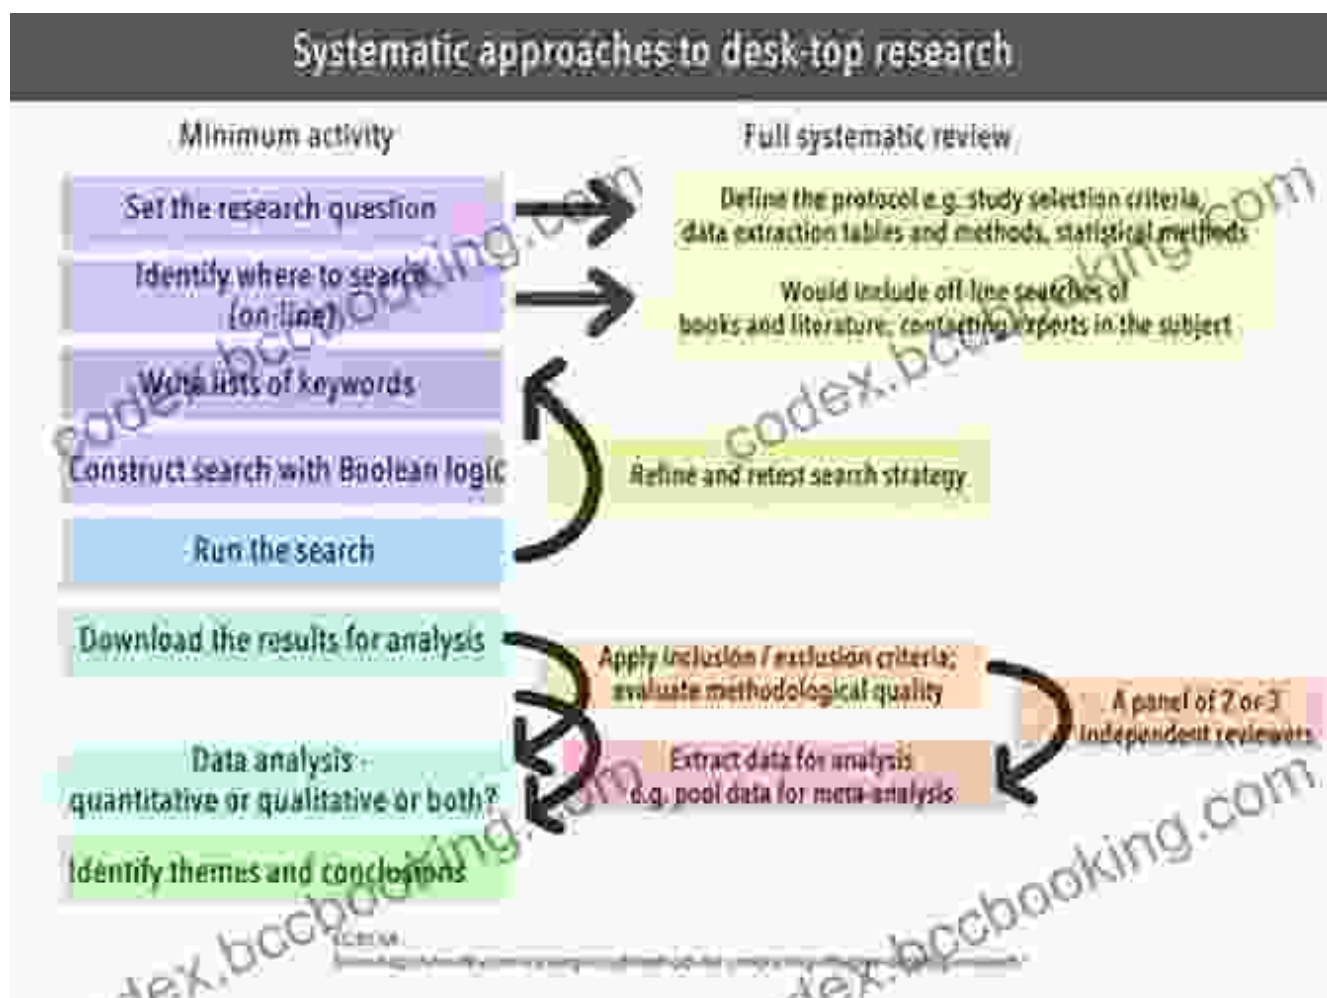 Systematic approaches to desk-top research
Minimum activity
Full systematic review
Set the research question
Define the protocol e.g. study selection criteria,
data extraction tables and methods, statistical methods
Identify where to search
(on-line)
Would include off-line searches of
books and literature, contacting experts in the subject
Write lists of keywords
Construct search with Boolean logic
Refine and retest search strategy
Run the search
Download the results for analysis
Apply inclusion / exclusion criteria;
evaluate methodological quality
A panel of 2 or 3
independent reviewers
Data analysis -
quantitative or qualitative or both?
Extract data for analysis
e.g. pool data for meta-analysis
Identify themes and conclusions
codex.bccbooking.com
codex.bccbooking.com
dex.bccbooking.com
dex.bccbooking.com